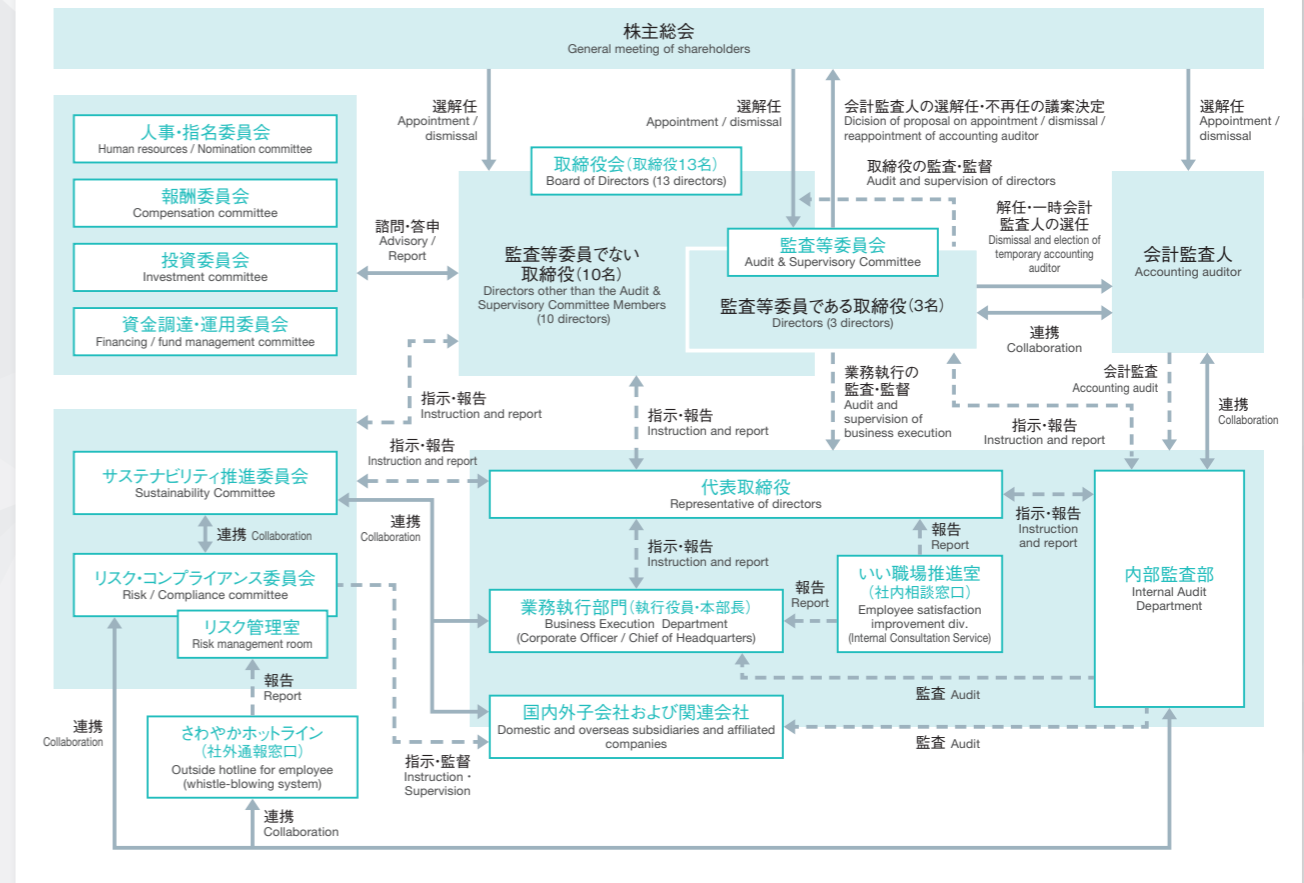 株主総会
General meeting of shareholders
選解任
Appointment /
dismissal
選解任
Appointment / dismissal
会計監査人の選解任・不再任の議案決定
Dicision of proposal on appointment / dismissal /
reappointment of accounting auditor
選解任
Appointment /
dismissal
人事・指名委員会
Human resources / Nomination committee
報酬委員会
Compensation committee
投資委員会
Investment committee
資金調達・運用委員会
Financing / fund management committee
諮問・答申
Advisory /
Report
取締役会（取締役13名）
Board of Directors (13 directors)
監査等委員でない
取締役（10名）
Directors other than the Audit &
Supervisory Committee Members
(10 directors)
取締役の監査・監督
Audit and supervision of directors
監査等委員会
Audit & Supervisory Committee
監査等委員である取締役（3名）
Directors (3 directors)
解任・一時会計
監査人の選任
Dismissal and election of
temporary accounting
auditor
連携
Collaboration
会計監査人
Accounting auditor
指示・報告
Instruction and report
指示・報告
Instruction and report
業務執行の
監査・監督
Audit and
supervision of
business execution
会計監査
Accounting audit
指示・報告
Instruction and report
連携
Collaboration
指示・報告
Instruction and report
サステナビリティ推進委員会
Sustainability Committee
連携 Collaboration
リスク・コンプライアンス委員会
Risk / Compliance committee
リスク管理室
Risk management room
連携
Collaboration
代表取締役
Representative of directors
指示・報告
Instruction and report
報告
Report
指示・報告
Instruction
and report
業務執行部門（執行役員・本部長）
Business Execution Department
(Corporate Officer / Chief of Headquarters)
報告
Report
いい職場推進室
（社内相談窓口）
Employee satisfaction
improvement div.
(Internal Consultation Service)
内部監査部
Internal Audit
Department
監査 Audit
報告
Report
連携
Collaboration
さわやかホットライン
（社外通報窓口）
Outside hotline for employee
(whistle-blowing system)
指示・監督
Instruction・
Supervision
国内外子会社および関連会社
Domestic and overseas subsidiaries and affiliated
companies
監査 Audit
連携
Collaboration